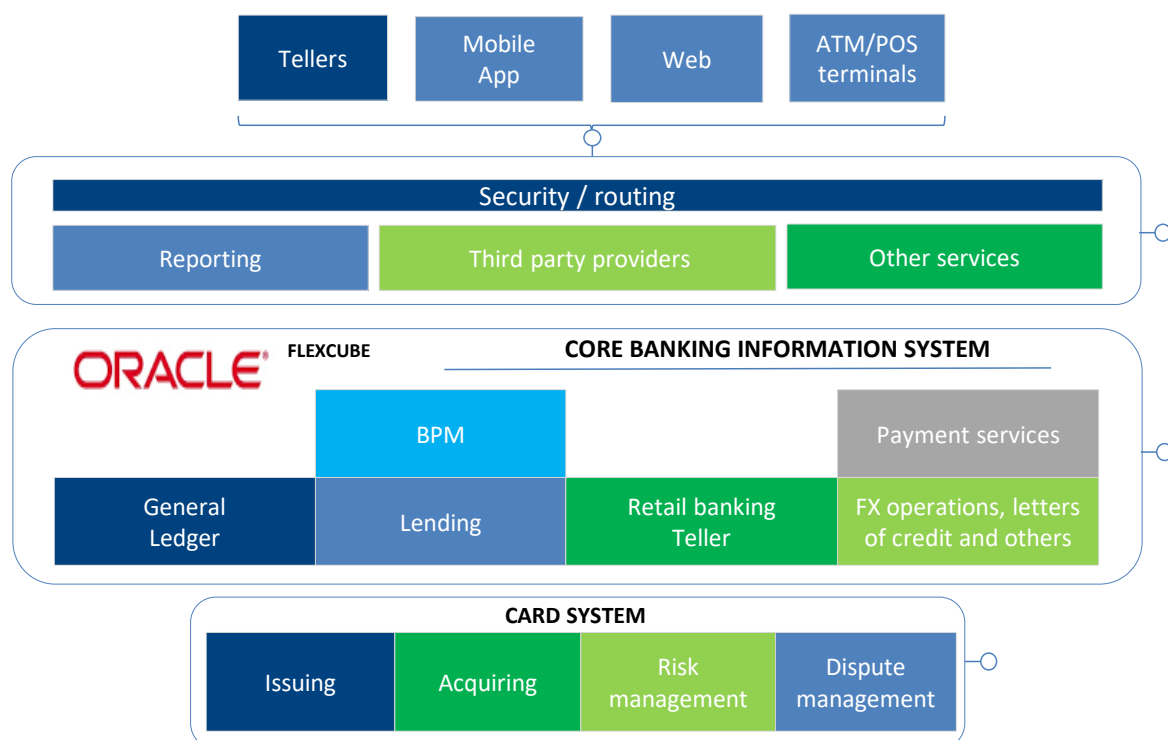 Tellers
Mobile
App
Web
ATM/POS
terminals
Security / routing
Reporting
Third party providers
Other services
ORACLE
FLEXCUBE
CORE BANKING INFORMATION SYSTEM
BPM
Payment services
General
Ledger
Lending
Retail banking
Teller
FX operations, letters
of credit and others
CARD SYSTEM
Issuing
Acquiring
Risk
management
Dispute
management